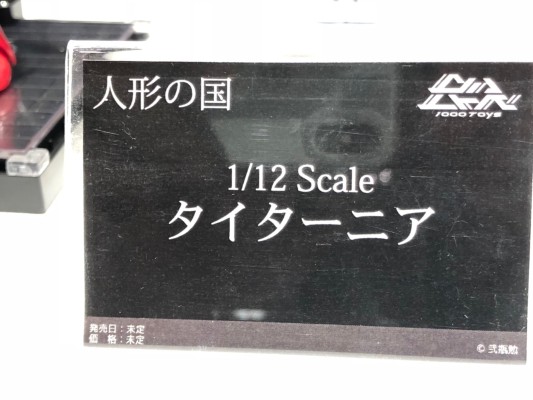 人形の国
1000TOYS
1/12 Scale
タイターニア
発売日：未定
価　格：未定
© 弐瓶勉